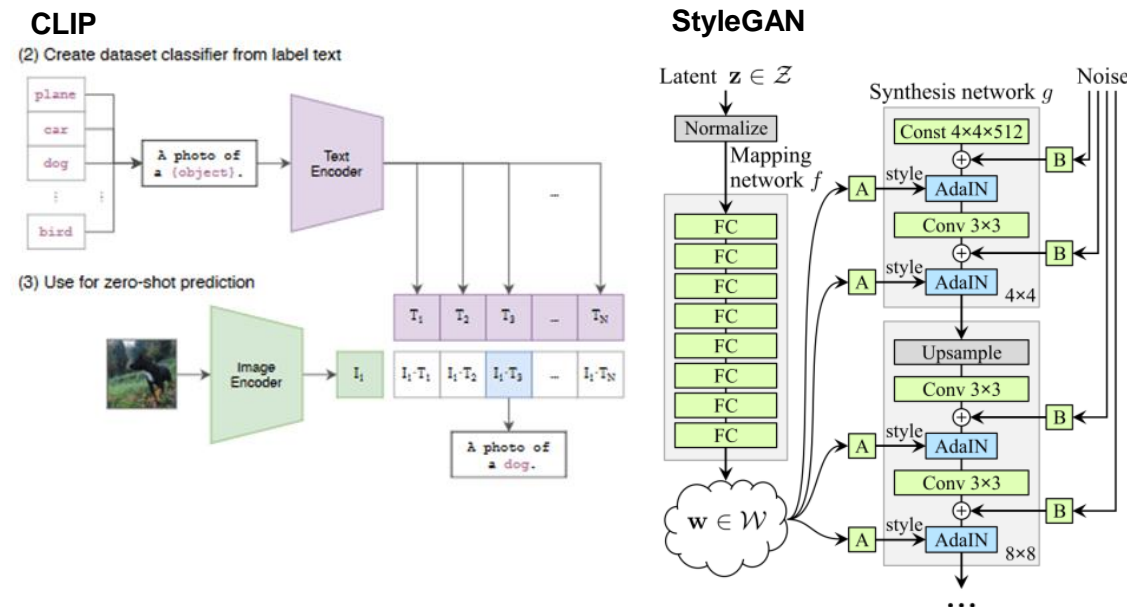 CLIP
(2) Create dataset classifier from label text
plane
car
dog
⋮ ⋮
bird
A photo of
a {object}.
Text
Encoder
...
(3) Use for zero-shot prediction
Image
Encoder
I₁
T₁ T₂ T₃ ... T_N
I₁·T₁ I₁·T₂ I₁·T₃ ... I₁·T_N
A photo of
a dog.
StyleGAN
Latent z ∈ Z
Normalize
Mapping
network f
FC
FC
FC
FC
FC
FC
FC
FC
w ∈ W
Noise
Synthesis network g
Const 4×4×512
B
style
A
AdaIN
Conv 3×3
B
style
A
AdaIN
4×4
Upsample
Conv 3×3
B
style
A
AdaIN
Conv 3×3
B
style
A
AdaIN
8×8
...